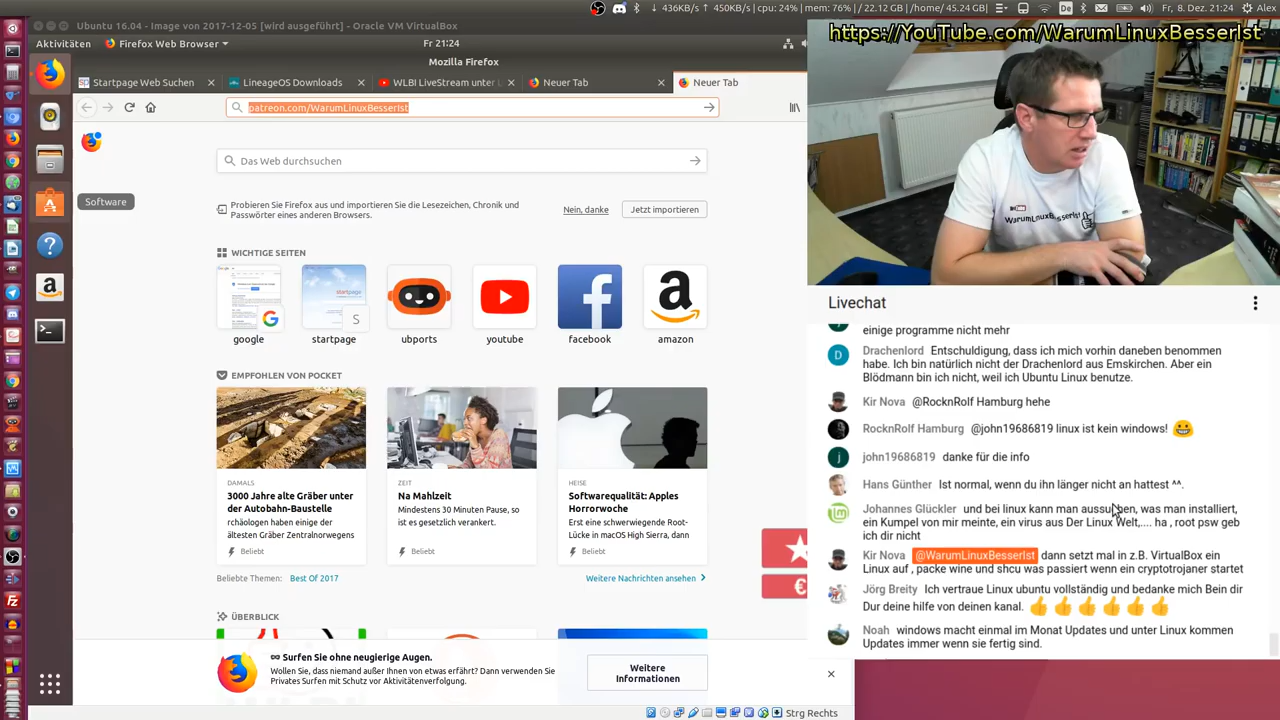 Ubuntu 16.04 - Image von 2017-12-05 [wird ausgeführt] - Oracle VM VirtualBox
436KB/s
450KB/s
cpu: 24%
mem: 76%
/ 22.12 GB
/home/45.24 GB
De
Fr, 8. Dez. 21:24
Alex
Aktivitäten
Firefox Web Browser
Fr 21:24
Mozilla Firefox
Startpage Web Suchen
LineageOS Downloads
WLBI LiveStream unter L
Neuer Tab
Neuer Tab
patreon.com/WarumLinuxBesserIst
Das Web durchsuchen
Software
Probieren Sie Firefox aus und importieren Sie die Lesezeichen, Chronik und
Passwörter eines anderen Browsers.
Nein, danke
Jetzt importieren
WICHTIGE SEITEN
google
startpage
ubports
youtube
facebook
amazon
EMPFOHLEN VON POCKET
DAMALS
3000 Jahre alte Gräber unter
der Autobahn-Baustelle
rchäologen haben einige der
ältesten Gräber Zentralnorwegens
Beliebt
ZEIT
Na Mahlzeit
Mindestens 30 Minuten Pause, so
ist es gesetzlich verankert.
Beliebt
HEISE
Softwarequalität: Apples
Horrorwoche
Erst eine schwerwiegende Root-
Lücke in macOS High Sierra, dann
Beliebt
Beliebte Themen:
Best Of 2017
Weitere Nachrichten ansehen
ÜBERBLICK
Surfen Sie ohne neugierige Augen.
Wollen Sie, dass niemand außer Ihnen von etwas erfährt? Dann verwenden Sie
Privates Surfen mit Schutz vor Aktivitätenverfolgung.
Weitere
Informationen
Strg Rechts
https://YouTube.com/WarumLinuxBesserIst
WarumLinuxBesserIst
Livechat
einige programme nicht mehr
Drachenlord Entschuldigung, dass ich mich vorhin daneben benommen
habe. Ich bin natürlich nicht der Drachenlord aus Emskirchen. Aber ein
Blödmann bin ich nicht, weil ich Ubuntu Linux benutze.
Kir Nova @RocknRolf Hamburg hehe
RocknRolf Hamburg @john19686819 linux ist kein windows!
john19686819 danke für die info
Hans Günther Ist normal, wenn du ihn länger nicht an hattest ^^.
Johannes Glückler und bei linux kann man aussuchen, was man installiert,
ein Kumpel von mir meinte, ein virus aus Der Linux Welt,.... ha , root psw geb
ich dir nicht
Kir Nova @WarumLinuxBesserIst dann setzt mal in z.B. VirtualBox ein
Linux auf , packe wine und shcu was passiert wenn ein cryptotrojaner startet
Jörg Breity Ich vertraue Linux ubuntu vollständig und bedanke mich Bein dir
Dur deine hilfe von deinen kanal.
Noah windows macht einmal im Monat Updates und unter Linux kommen
Updates immer wenn sie fertig sind.